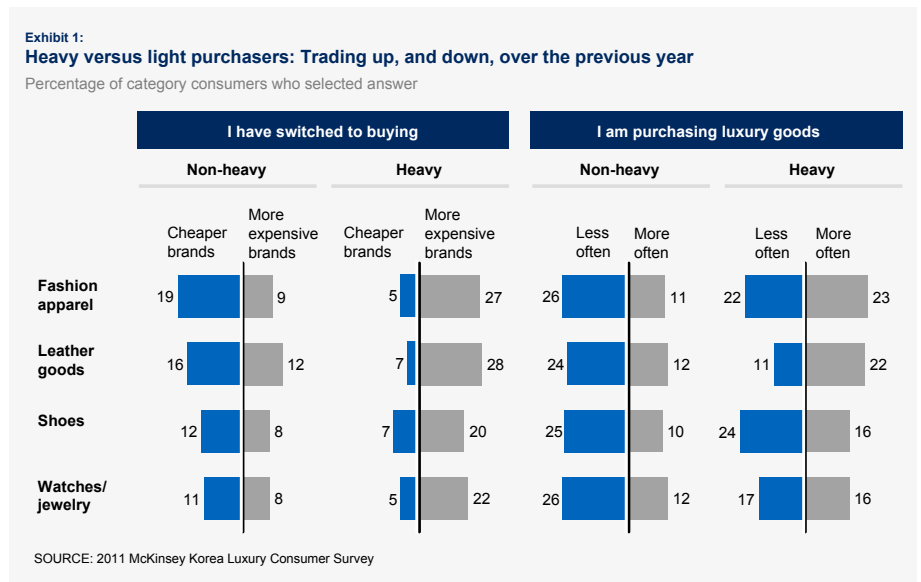 Exhibit 1:
Heavy versus light purchasers: Trading up, and down, over the previous year
Percentage of category consumers who selected answer
I have switched to buying
I am purchasing luxury goods
Non-heavy
Heavy
Non-heavy
Heavy
Cheaper
brands
More
expensive
brands
Cheaper
brands
More
expensive
brands
Less
often
More
often
Less
often
More
often
Fashion
apparel
19 9 5 27 26 11 22 23
Leather
goods
16 12 7 28 24 12 11 22
Shoes
12 8 7 20 25 10 24 16
Watches/
jewelry
11 8 5 22 26 12 17 16
SOURCE: 2011 McKinsey Korea Luxury Consumer Survey